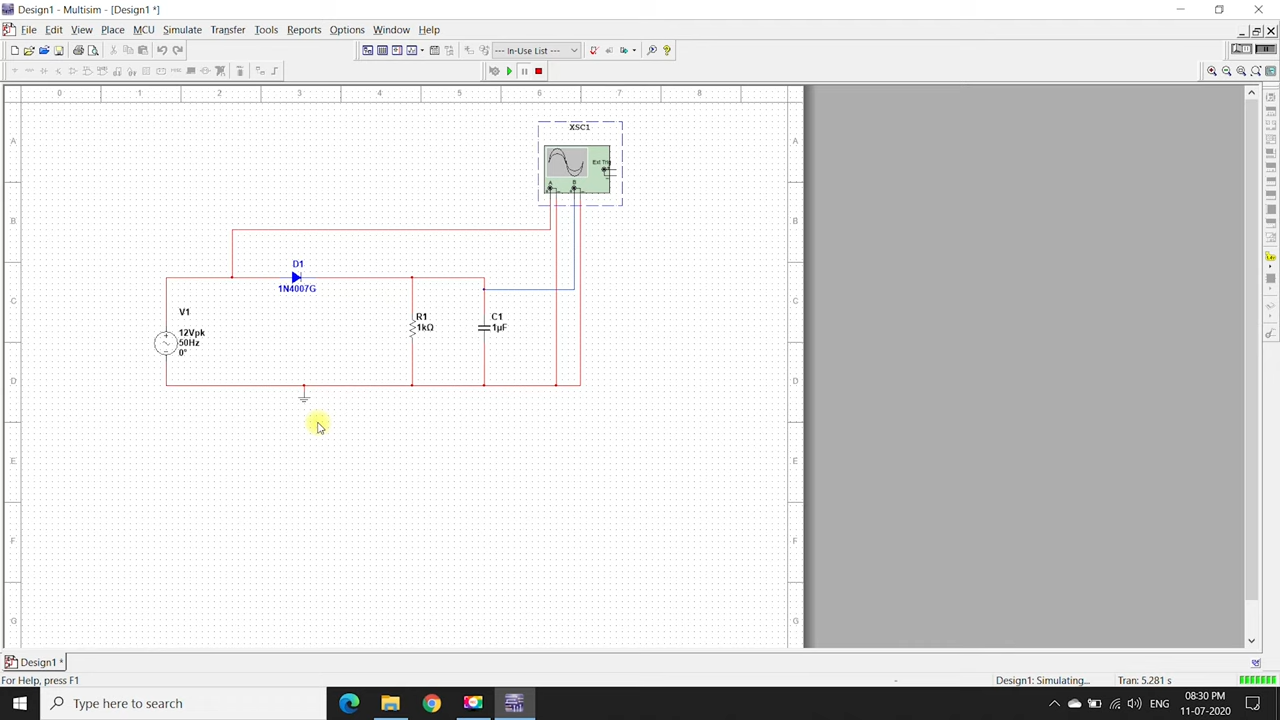 Design1 - Multisim - [Design1 *]
File Edit View Place MCU Simulate Transfer Tools Reports Options Window Help
--- In-Use List ---
0 1 2 3 4 5 6 7 8
XSC1
A A
Ext Trig
A B
B B
D1
1N4007G
C C
V1
12Vpk
50Hz
0°
R1
1kΩ
C1
1µF
D D
E E
F F
G G
Design1 *
For Help, press F1
-
Design1: Simulating...
Tran: 5.281 s
Type here to search
ENG
08:30 PM
11-07-2020